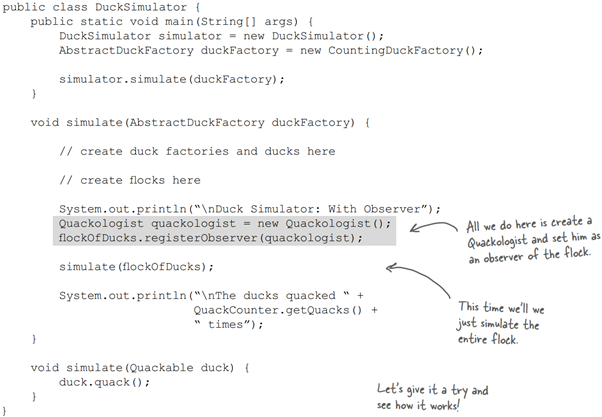 public class DuckSimulator {
public static void main(String[] args) {
DuckSimulator simulator = new DuckSimulator();
AbstractDuckFactory duckFactory = new CountingDuckFactory();
simulator.simulate(duckFactory);
}
void simulate(AbstractDuckFactory duckFactory) {
// create duck factories and ducks here
// create flocks here
System.out.println(“\nDuck Simulator: With Observer”);
Quackologist quackologist = new Quackologist();
flockOfDucks.registerObserver(quackologist);
All we do here is create a
Quackologist and set him as
an observer of the flock.
simulate(flockOfDucks);
System.out.println(“\nThe ducks quacked “ +
QuackCounter.getQuacks() +
“ times”);
This time we'll we
just simulate the
entire flock.
}
void simulate(Quackable duck) {
duck.quack();
}
}
Let's give it a try and
see how it works!